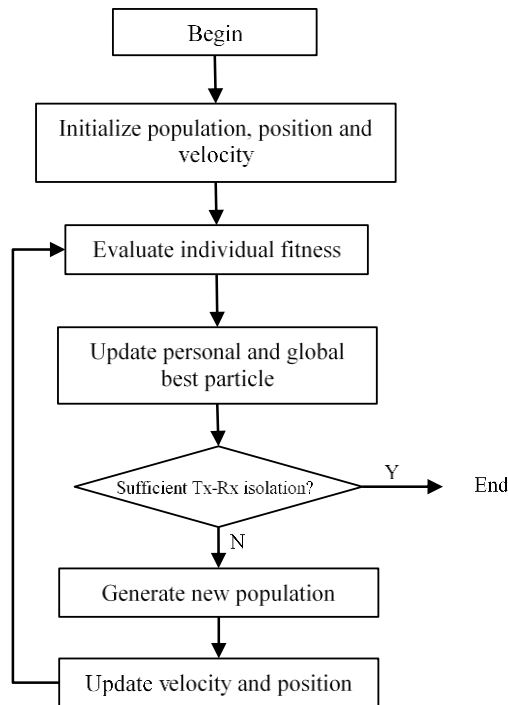 Begin
Initialize population, position and
velocity
Evaluate individual fitness
Update personal and global
best particle
Sufficient Tx-Rx isolation?
Y
End
N
Generate new population
Update velocity and position